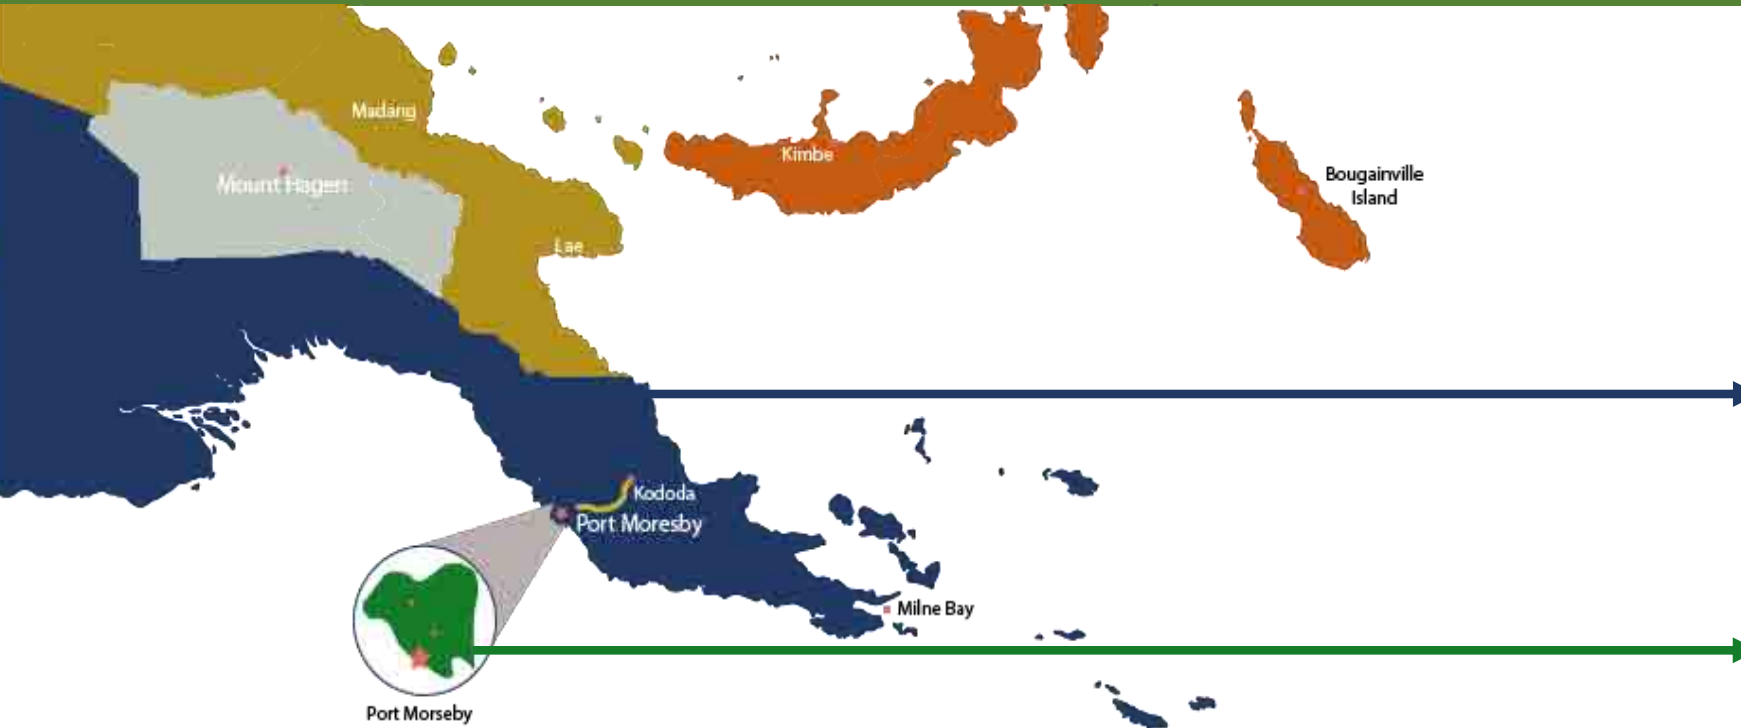 Madang
Kimbe
Mount Hagen
Bougainville
Island
Lae
Kododa
Port Moresby
Milne Bay
Port Morseby